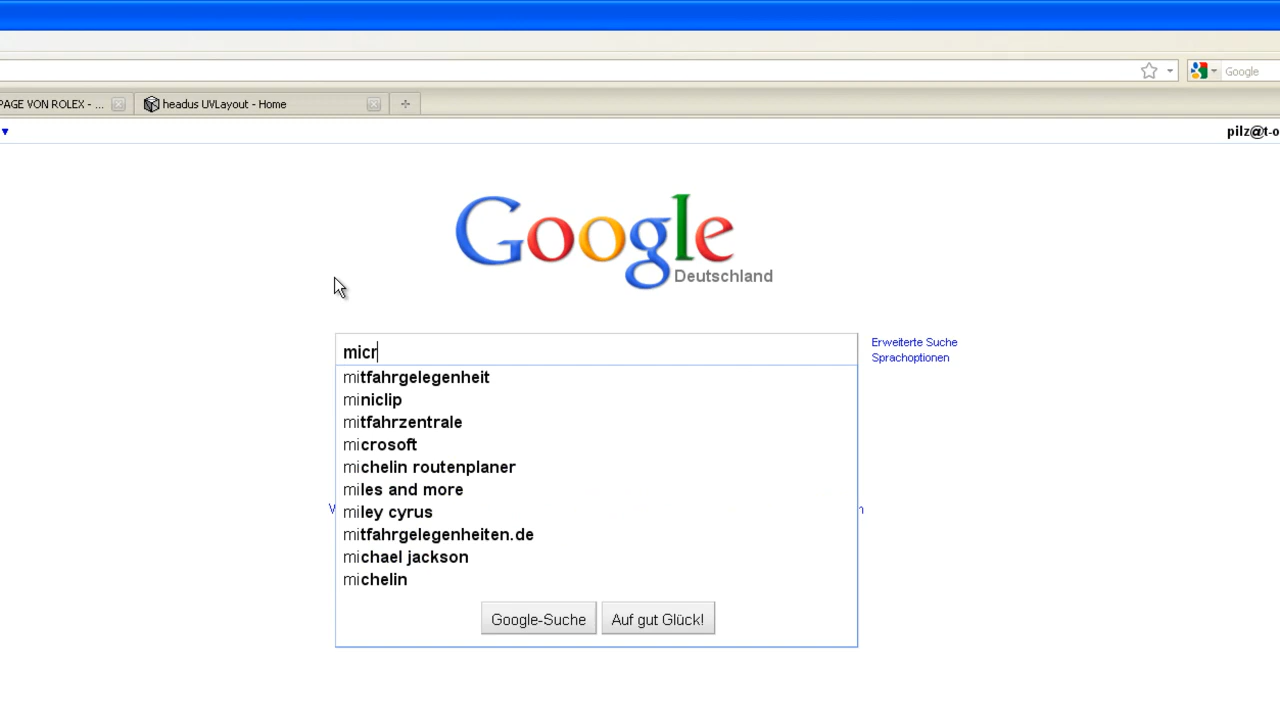 Google
PAGE VON ROLEX - ...
headus UVLayout - Home
pilz@t-o
Google
Deutschland
micr
Erweiterte Suche
Sprachoptionen
mitfahrgelegenheit
miniclip
mitfahrzentrale
microsoft
michelin routenplaner
miles and more
miley cyrus
mitfahrgelegenheiten.de
michael jackson
michelin
Google-Suche
Auf gut Glück!